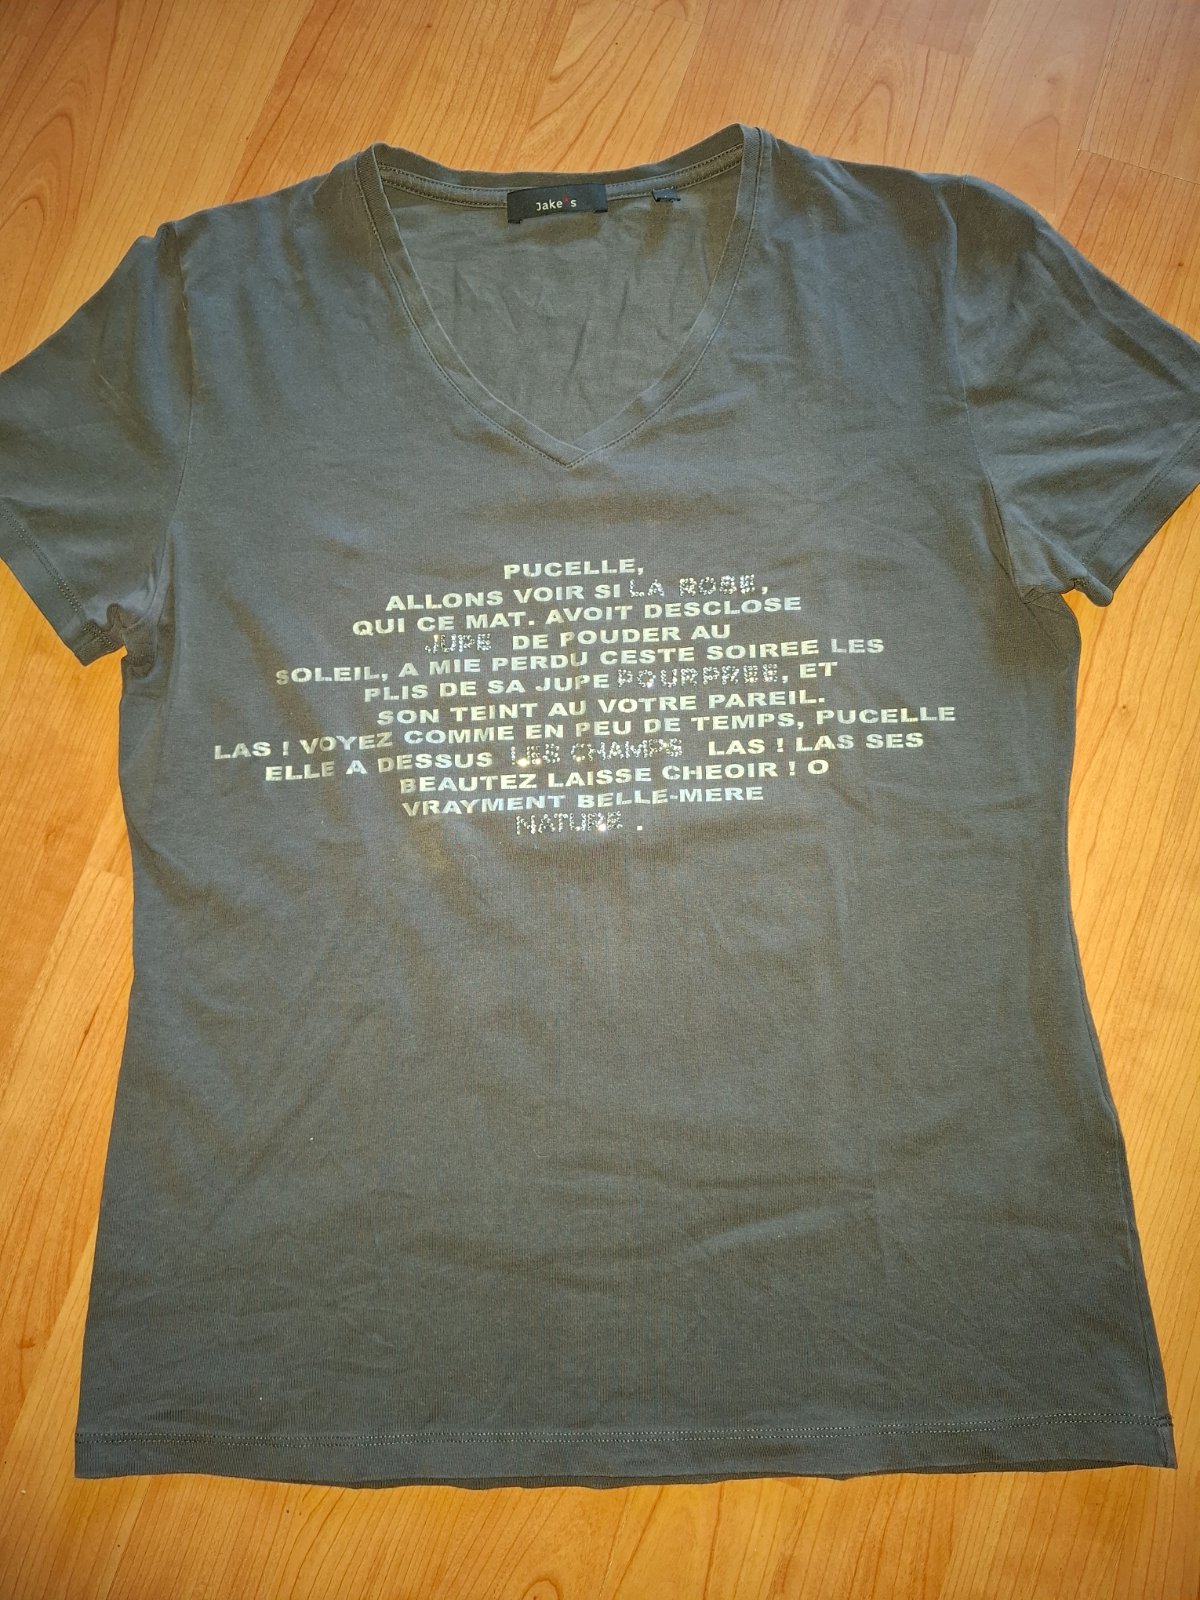 Jake*s
PUCELLE,
ALLONS VOIR SI LA ROSE,
QUI CE MAT. AVOIT DESCLOSE
JUPE DE POUDER AU
SOLEIL, A MIE PERDU CESTE SOIREE LES
PLIS DE SA JUPE POURPREE, ET
SON TEINT AU VOTRE PAREIL.
LAS ! VOYEZ COMME EN PEU DE TEMPS, PUCELLE
ELLE A DESSUS LES CHAMPS LAS ! LAS SES
BEAUTEZ LAISSE CHEOIR ! O
VRAYMENT BELLE-MERE
NATURE .